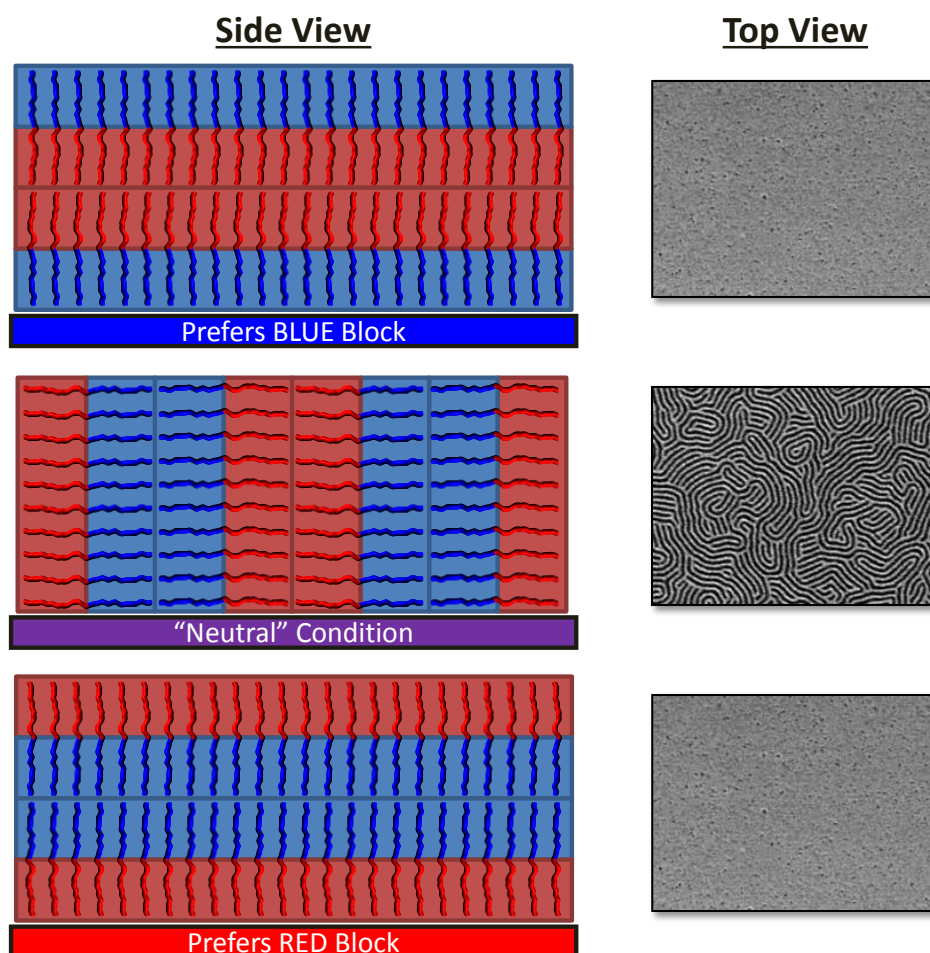 Side View
Top View
Prefers BLUE Block
“Neutral” Condition
Prefers RED Block